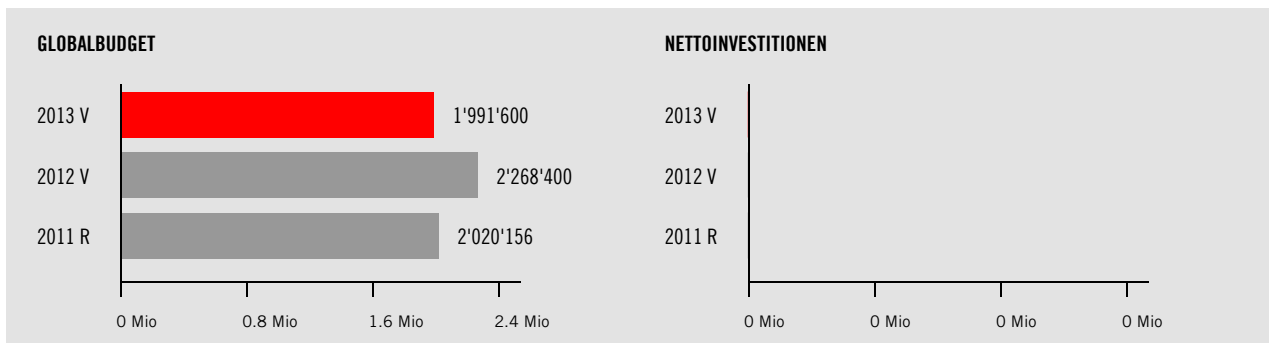 GLOBALBUDGET
2013 V 1'991'600
2012 V 2'268'400
2011 R 2'020'156
0 Mio 0.8 Mio 1.6 Mio 2.4 Mio
NETTOINVESTITIONEN
2013 V
2012 V
2011 R
0 Mio 0 Mio 0 Mio 0 Mio